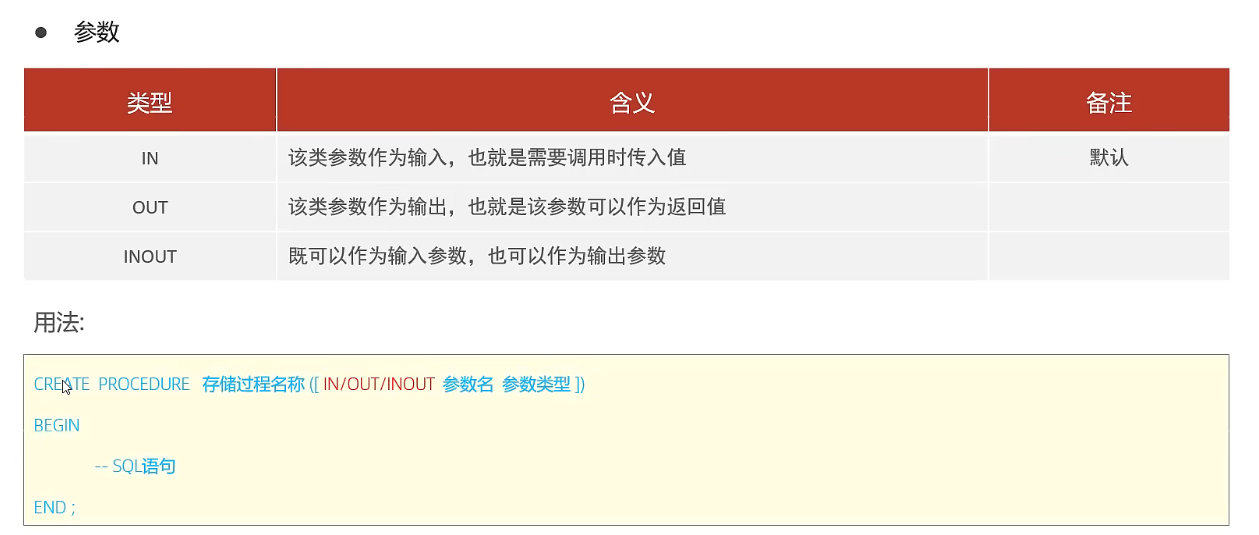 ● 参数
类型 含义 备注
IN 该类参数作为输入，也就是需要调用时传入值 默认
OUT 该类参数作为输出，也就是该参数可以作为返回值
INOUT 既可以作为输入参数，也可以作为输出参数
用法:
CREATE PROCEDURE 存储过程名称 ([ IN/OUT/INOUT 参数名 参数类型 ])
BEGIN
-- SQL语句
END ;